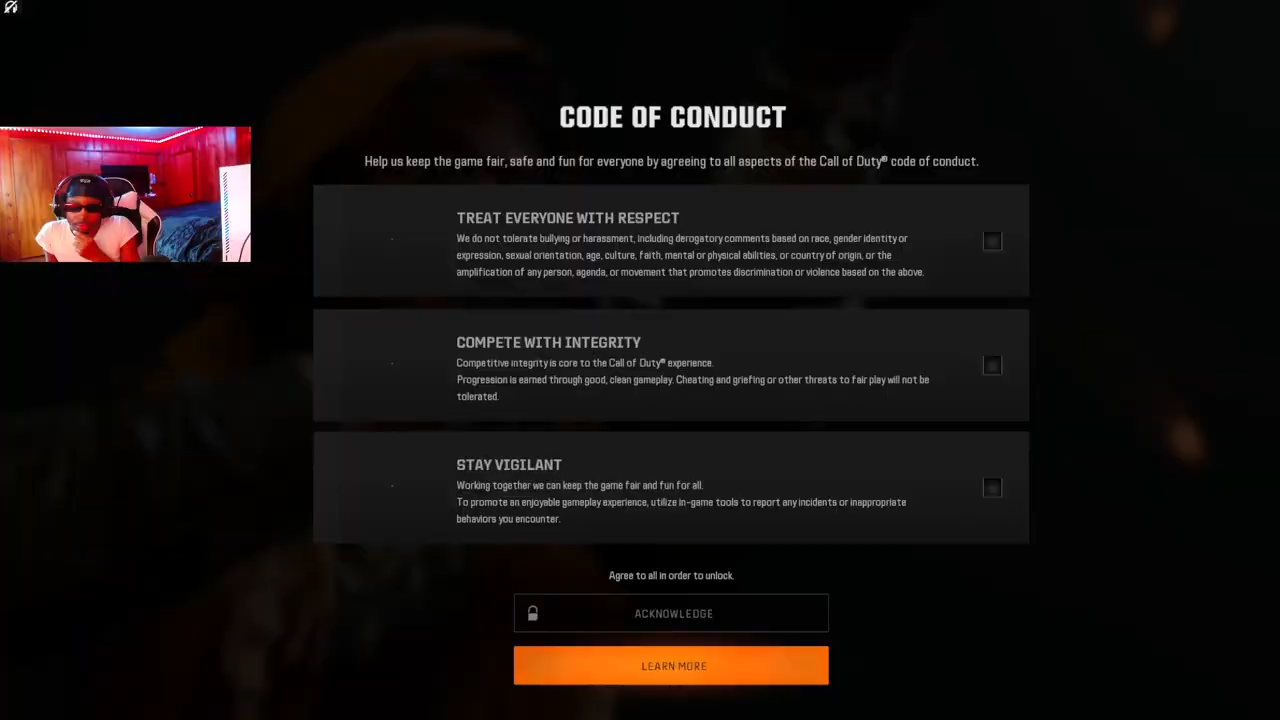 CODE OF CONDUCT
Help us keep the game fair, safe and fun for everyone by agreeing to all aspects of the Call of Duty® code of conduct.
TREAT EVERYONE WITH RESPECT
We do not tolerate bullying or harassment, including derogatory comments based on race, gender identity or
expression, sexual orientation, age, culture, faith, mental or physical abilities, or country of origin, or the
amplification of any person, agenda, or movement that promotes discrimination or violence based on the above.
COMPETE WITH INTEGRITY
Competitive integrity is core to the Call of Duty® experience.
Progression is earned through good, clean gameplay. Cheating and griefing or other threats to fair play will not be
tolerated.
STAY VIGILANT
Working together we can keep the game fair and fun for all.
To promote an enjoyable gameplay experience, utilize in-game tools to report any incidents or inappropriate
behaviors you encounter.
Agree to all in order to unlock.
ACKNOWLEDGE
LEARN MORE